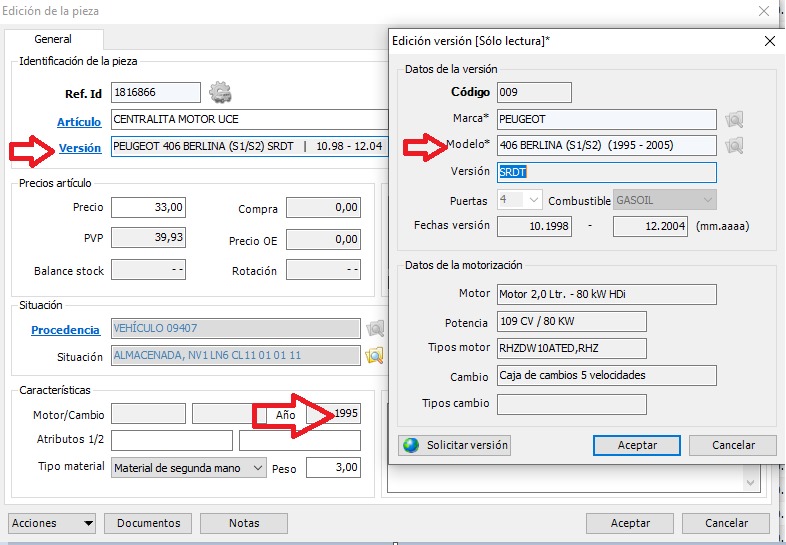 Edición de la pieza
General
Identificación de la pieza
Ref. Id 1816866
Artículo CENTRALITA MOTOR UCE
Versión PEUGEOT 406 BERLINA (S1/S2) SRDT | 10.98 - 12.04
Precios artículo
Precio 33,00 Compra 0,00
PVP 39,93 Precio OE 0,00
Balance stock - - Rotación - -
Situación
Procedencia VEHÍCULO 09407
Situación ALMACENADA, NV1 LN6 CL11 01 01 11
Características
Motor/Cambio Año 1995
Atributos 1/2
Tipo material Material de segunda mano Peso 3,00
Acciones Documentos Notas Aceptar Cancelar
Edición versión [Sólo lectura]*
Datos de la versión
Código 009
Marca* PEUGEOT
Modelo* 406 BERLINA (S1/S2) (1995 - 2005)
Versión SRDT
Puertas 4 Combustible GASOIL
Fechas versión 10.1998 - 12.2004 (mm.aaaa)
Datos de la motorización
Motor Motor 2,0 Ltr. - 80 kW HDi
Potencia 109 CV / 80 KW
Tipos motor RHZDW10ATED,RHZ
Cambio Caja de cambios 5 velocidades
Tipos cambio
Solicitar versión Aceptar Cancelar